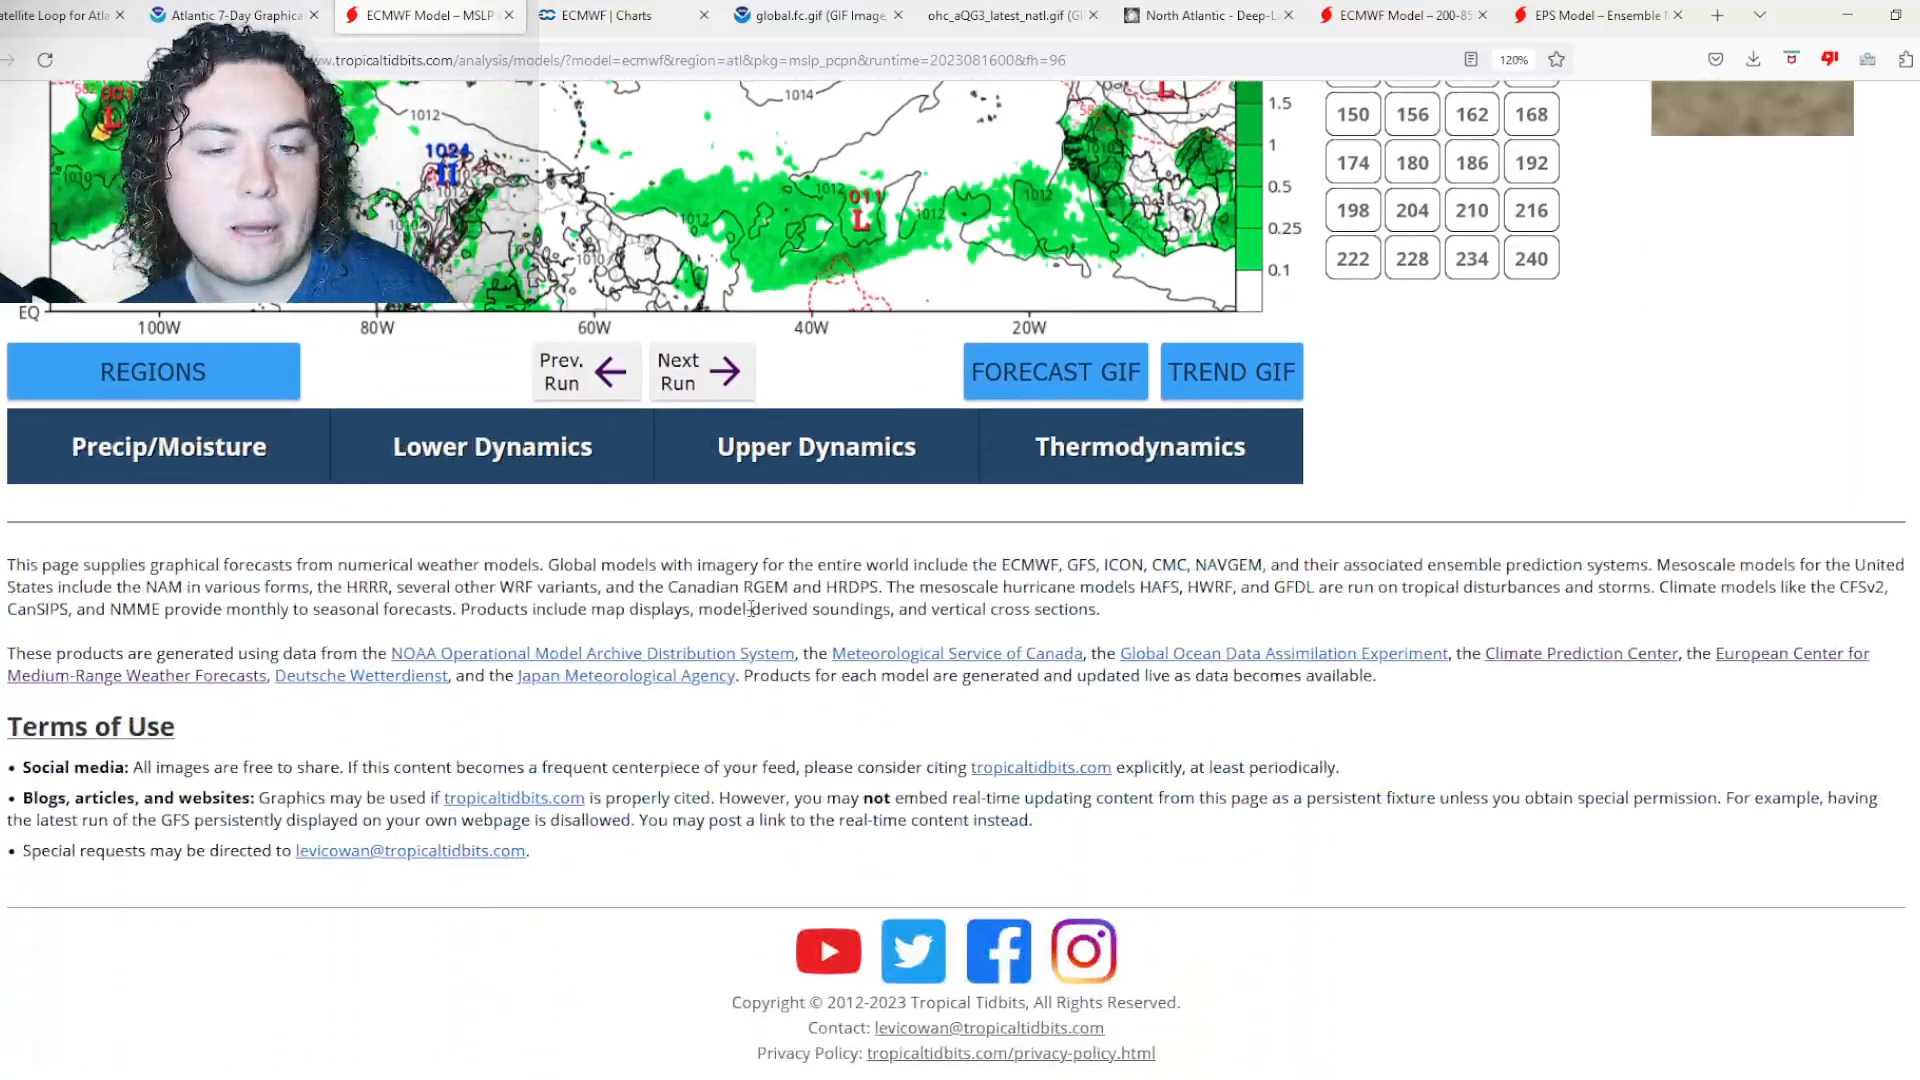 atellite Loop for Atla
Atlantic 7-Day Graphica
ECMWF Model – MSLP
ECMWF | Charts
global.fc.gif (GIF Image,
ohc_aQG3_latest_natl.gif (GI
North Atlantic - Deep-L
ECMWF Model – 200-85
EPS Model – Ensemble
www.tropicaltidbits.com/analysis/models/?model=ecmwf&region=atl&pkg=mslp_pcpn&runtime=2023081600&fh=96
120%
1014
1012
1024
1012
011
L
1012
1012
1012
1010
1.5
1
0.5
0.25
0.1
150 156 162 168
174 180 186 192
198 204 210 216
222 228 234 240
EQ
100W 80W 60W 40W 20W
REGIONS
Prev. Run
Next Run
FORECAST GIF
TREND GIF
Precip/Moisture Lower Dynamics Upper Dynamics Thermodynamics
This page supplies graphical forecasts from numerical weather models. Global models with imagery for the entire world include the ECMWF, GFS, ICON, CMC, NAVGEM, and their associated ensemble prediction systems. Mesoscale models for the United
States include the NAM in various forms, the HRRR, several other WRF variants, and the Canadian RGEM and HRDPS. The mesoscale hurricane models HAFS, HWRF, and GFDL are run on tropical disturbances and storms. Climate models like the CFSv2,
CanSIPS, and NMME provide monthly to seasonal forecasts. Products include map displays, model-derived soundings, and vertical cross sections.
These products are generated using data from the NOAA Operational Model Archive Distribution System, the Meteorological Service of Canada, the Global Ocean Data Assimilation Experiment, the Climate Prediction Center, the European Center for
Medium-Range Weather Forecasts, Deutsche Wetterdienst, and the Japan Meteorological Agency. Products for each model are generated and updated live as data becomes available.
Terms of Use
• Social media: All images are free to share. If this content becomes a frequent centerpiece of your feed, please consider citing tropicaltidbits.com explicitly, at least periodically.
• Blogs, articles, and websites: Graphics may be used if tropicaltidbits.com is properly cited. However, you may not embed real-time updating content from this page as a persistent fixture unless you obtain special permission. For example, having
the latest run of the GFS persistently displayed on your own webpage is disallowed. You may post a link to the real-time content instead.
• Special requests may be directed to levicowan@tropicaltidbits.com.
Copyright © 2012-2023 Tropical Tidbits, All Rights Reserved.
Contact: levicowan@tropicaltidbits.com
Privacy Policy: tropicaltidbits.com/privacy-policy.html